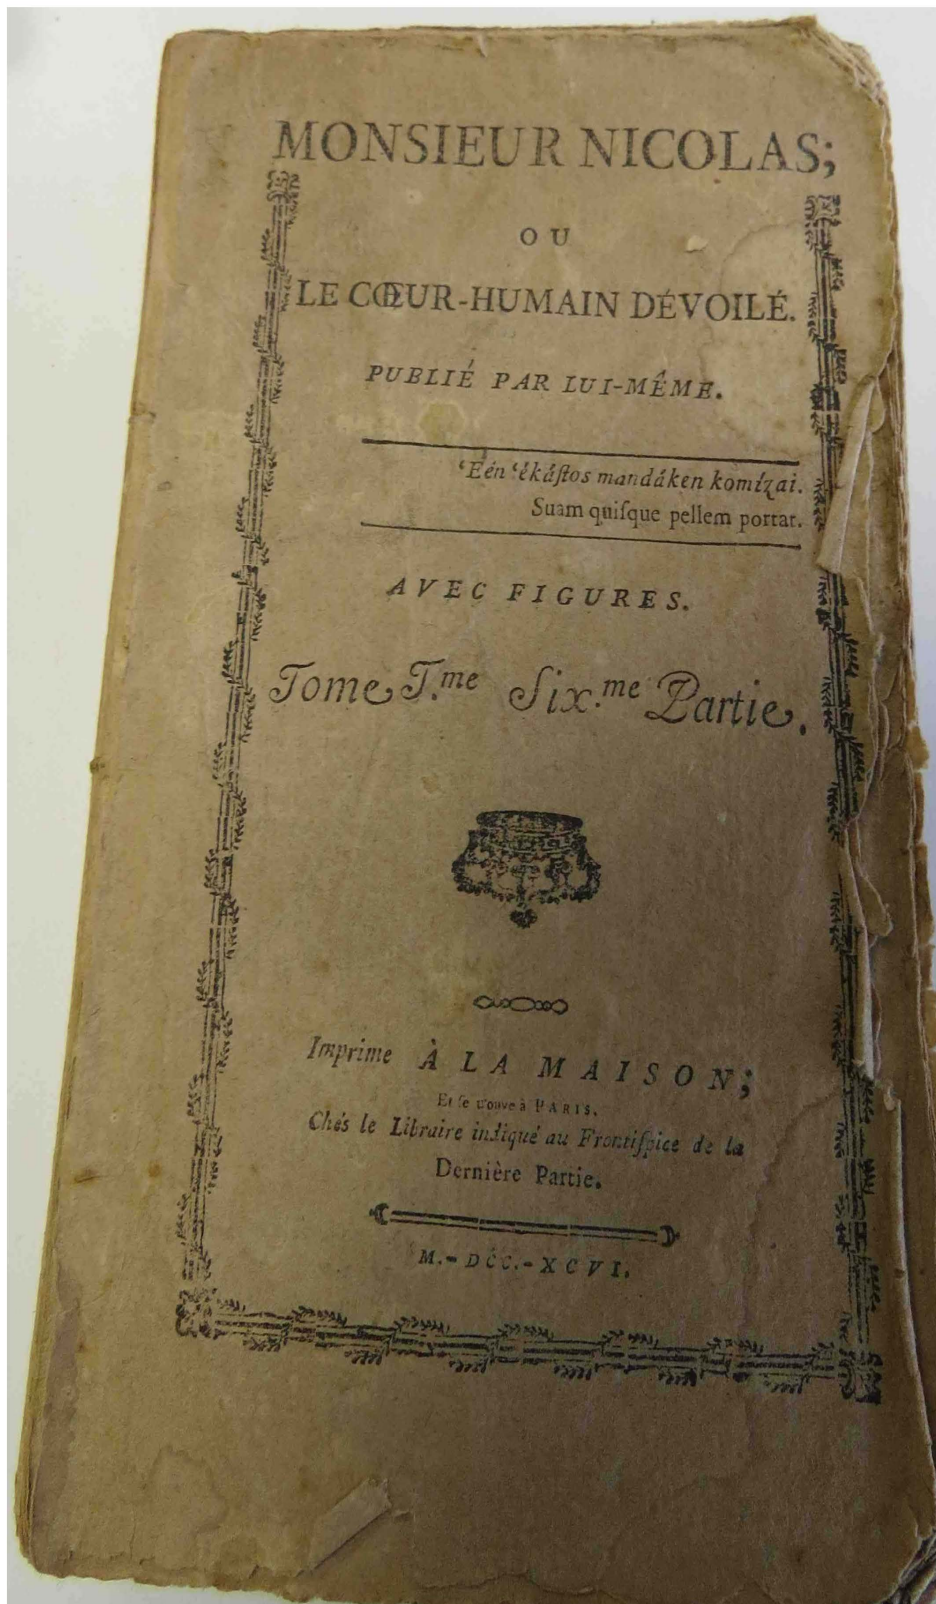 MONSIEUR NICOLAS;
OU
LE CŒUR-HUMAIN DÉVOILÉ.
PUBLIÉ PAR LUI-MÊME.
‘Eén ‘ékáſtos mandáken komízai.
Suam quiſque pellem portat.
AVEC FIGURES.
Tome T.me Six.me Partie.
Imprime À LA MAISON;
Et ſe trouve à PARIS,
Chés le Libraire indiqué au Frontiſpice de la
Dernière Partie.
M.-DCC.-XCVI.